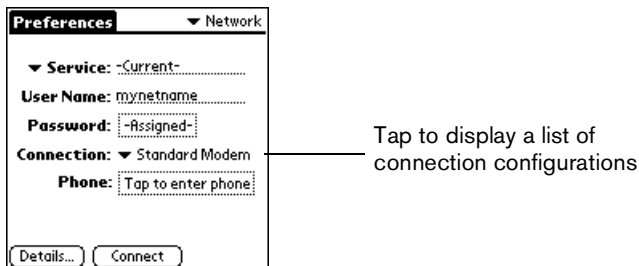 Preferences ▼ Network
▼ Service: -Current-
User Name: mynetname
Password: -Assigned-
Connection: ▼ Standard Modem
Phone: Tap to enter phone
Tap to display a list of
connection configurations
Details... Connect